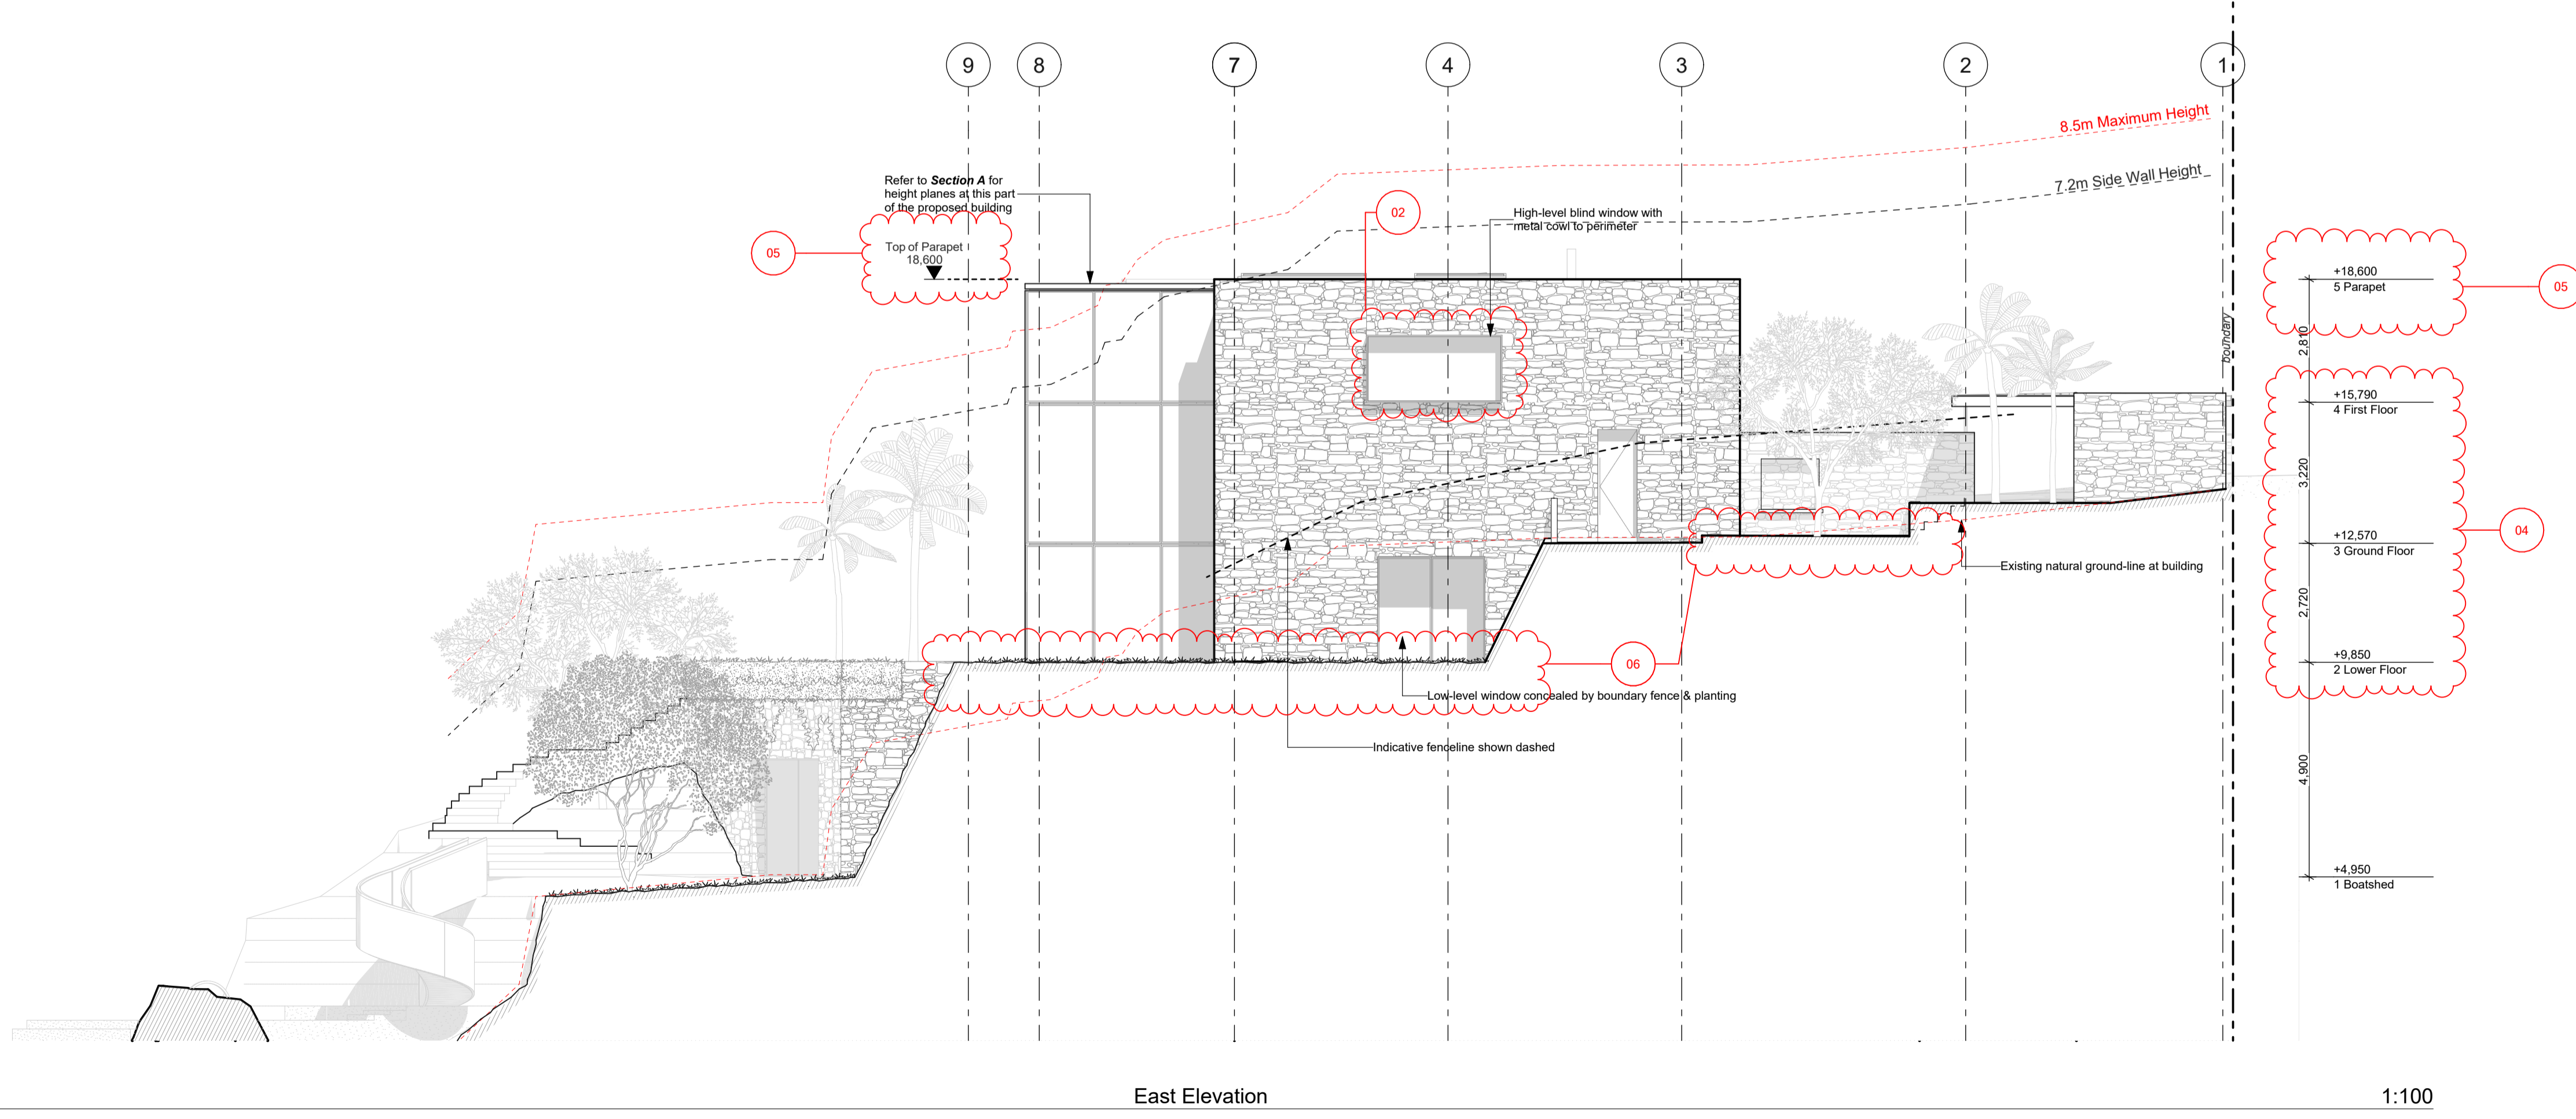 9
8
7
4
3
2
1
8.5m Maximum Height
7.2m Side Wall Height
Refer to Section A for
height planes at this part
of the proposed building
02
High-level blind window with
metal cowl to perimeter
05
Top of Parapet
18,600
+18,600
5 Parapet
05
boundary
2,810
+15,790
4 First Floor
3,220
04
+12,570
3 Ground Floor
Existing natural ground-line at building
2,720
06
+9,850
2 Lower Floor
Low-level window concealed by boundary fence & planting
Indicative fenceline shown dashed
4,900
+4,950
1 Boatshed
East Elevation
1:100